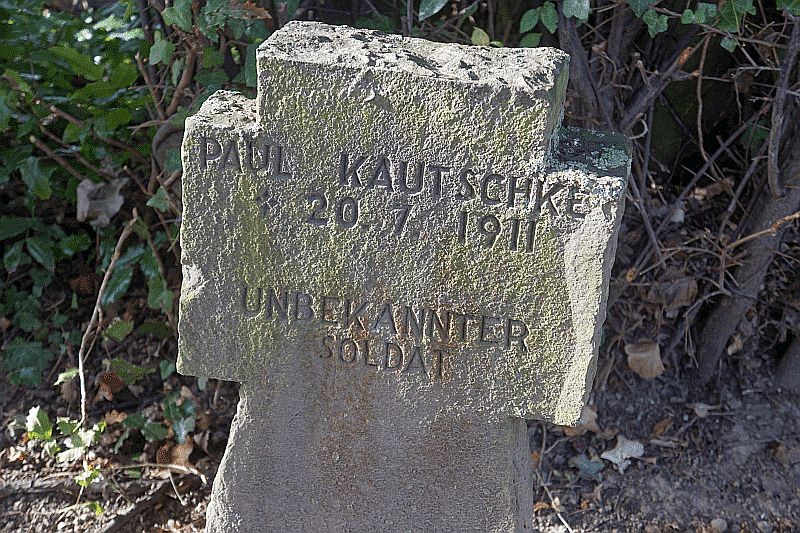 PAUL KAUTSCHKE
* 20. 7. 1911
UNBEKANNTER
SOLDAT